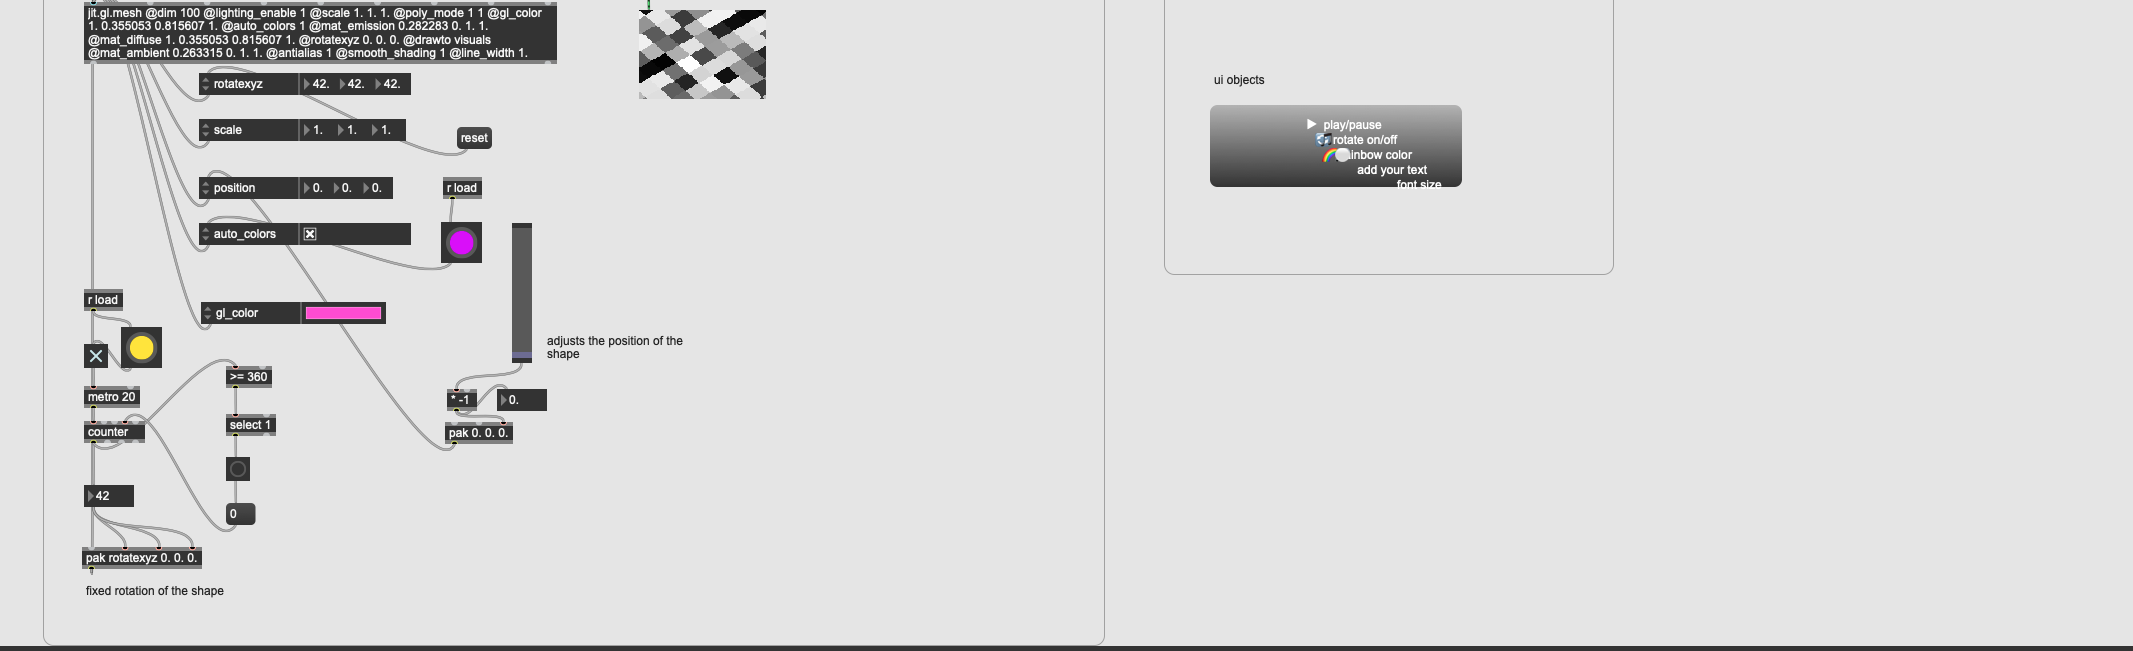 jit.gl.mesh @dim 100 @lighting_enable 1 @scale 1. 1. 1. @poly_mode 1 1 @gl_color
1. 0.355053 0.815607 1. @auto_colors 1 @mat_emission 0.282283 0. 1. 1.
@mat_diffuse 1. 0.355053 0.815607 1. @rotatexyz 0. 0. 0. @drawto visuals
@mat_ambient 0.263315 0. 1. 1. @antialias 1 @smooth_shading 1 @line_width 1.
rotatexyz 42. 42. 42.
scale 1. 1. 1.
reset
position 0. 0. 0.
r load
auto_colors
r load
gl_color
adjusts the position of the
shape
>= 360
metro 20
* -1
0.
select 1
counter
pak 0. 0. 0.
42
0
pak rotatexyz 0. 0. 0.
fixed rotation of the shape
ui objects
play/pause
rotate on/off
inbow color
add your text
font size